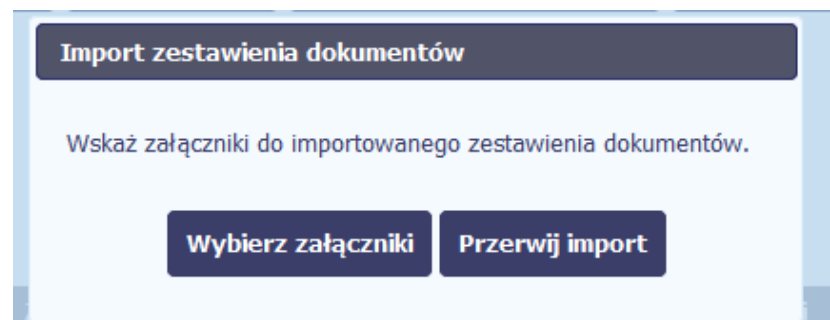 Import zestawienia dokumentów
Wskaż załączniki do importowanego zestawienia dokumentów.
Wybierz załączniki Przerwij import